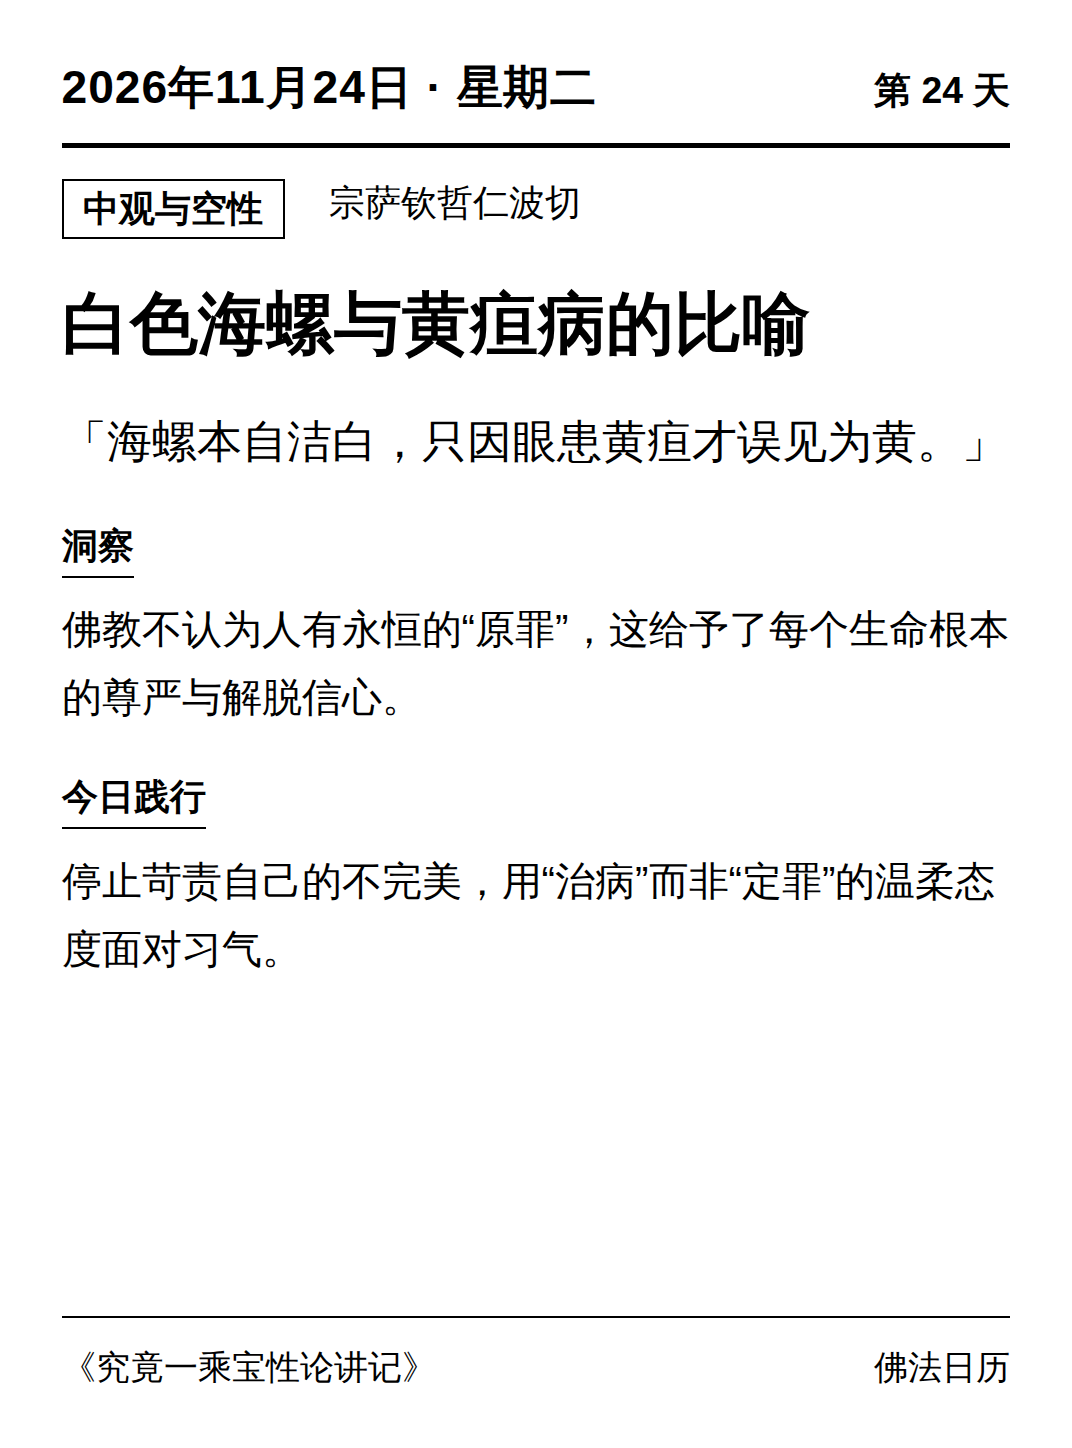 2026年11月24日 · 星期二
第 24 天
中观与空性
宗萨钦哲仁波切
白色海螺与黄疸病的比喻
「海螺本自洁白，只因眼患黄疸才误见为黄。」
洞察
佛教不认为人有永恒的“原罪”，这给予了每个生命根本
的尊严与解脱信心。
今日践行
停止苛责自己的不完美，用“治病”而非“定罪”的温柔态
度面对习气。
《究竟一乘宝性论讲记》
佛法日历